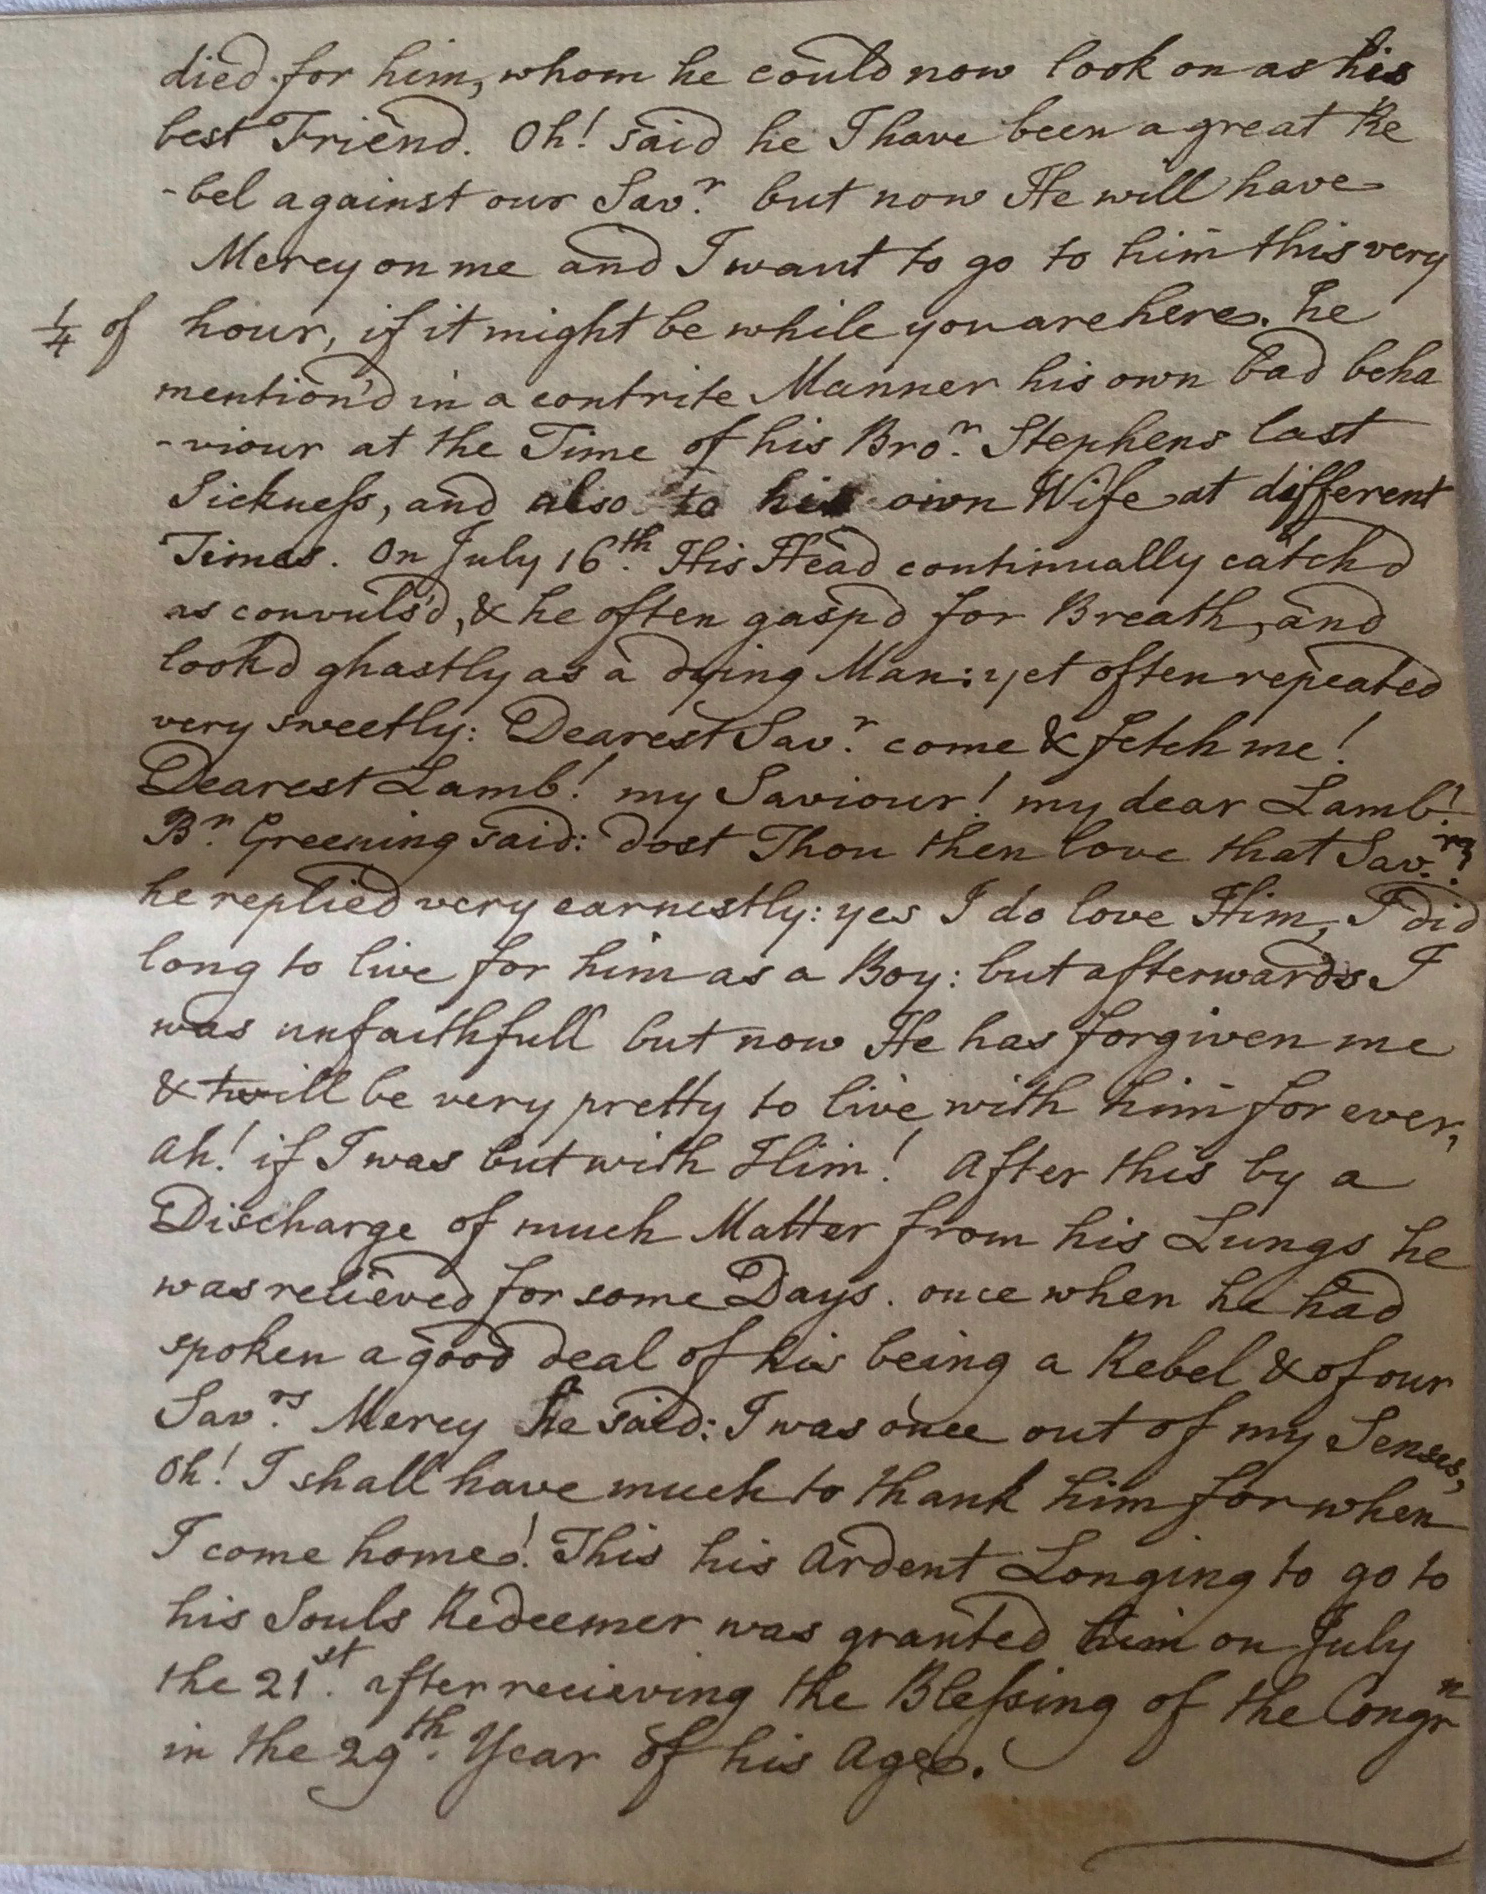 died for him, whom he could now look on as his
best Friend. Oh! said he I have been a great Re
-bel against our Sav.r but now He will have
Mercy on me and I want to go to him this very
1/4 of hour, if it might be while you are here. he
mention'd in a contrite Manner his own bad beha
-viour at the Time of his Bro.r Stephens last
Sickness, and also to his own Wife at different
Times. On July 16.th His Head continually catch'd
as convuls'd, & he often gasp'd for Breath, and
look'd ghastly as a dying Man: yet often repeated
very sweetly: Dearest Sav.r come & fetch me!
Dearest Lamb! my Saviour! my dear Lamb!
B.r Greening said: dost Thou then love that Sav.r?
he replied very earnestly: yes I do love Him, I did
long to live for him as a Boy: but afterwards I
was unfaithfull but now He has forgiven me
& twill be very pretty to live with him for ever,
Ah! if I was but with Him! After this by a
Discharge of much Matter from his Lungs he
was relieved for some Days. once when he had
spoken a good deal of his being a Rebel & of our
Sav.rs Mercy he said: I was once out of my Senses,
Oh! I shall have much to thank him for when
I come home! This his Ardent Longing to go to
his Souls Redeemer was granted him on July
the 21.st after recieving the Blessing of the Congr.n
in the 29.th Year of his Age.